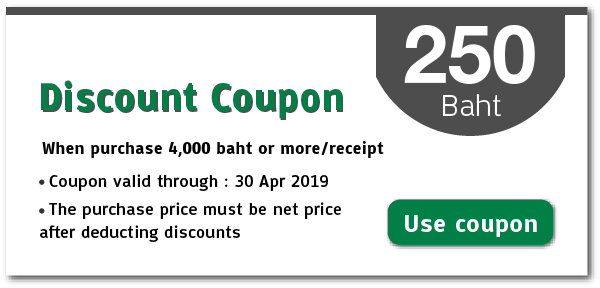 250
Baht
Discount Coupon
When purchase 4,000 baht or more/receipt
• Coupon valid through : 30 Apr 2019
• The purchase price must be net price
after deducting discounts
Use coupon